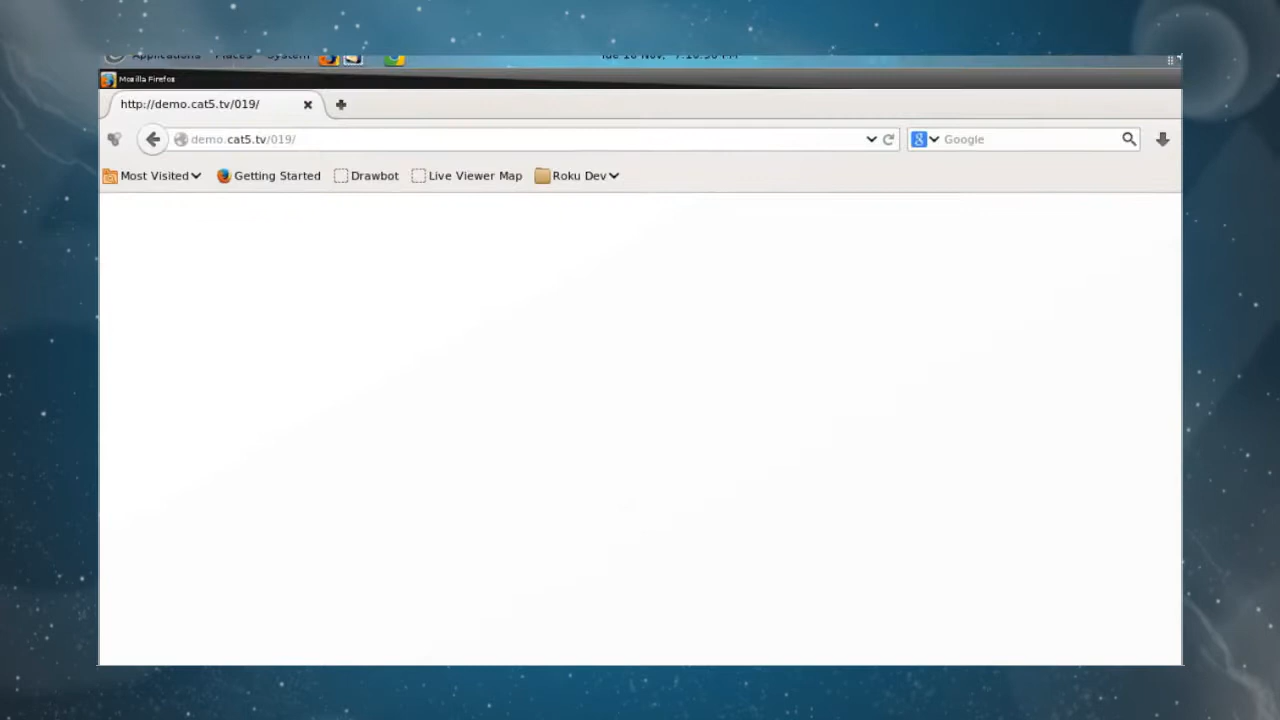 Applications Places System
Mozilla Firefox
http://demo.cat5.tv/019/
demo.cat5.tv/019/
Google
Most Visited Getting Started Drawbot Live Viewer Map Roku Dev